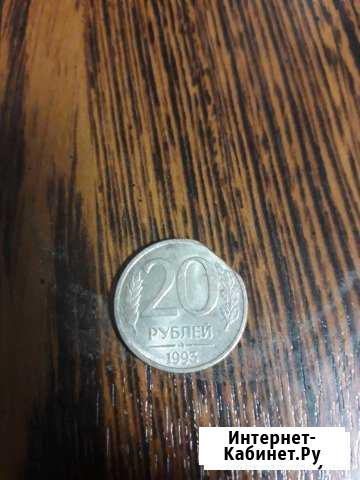 20
РУБЛЕЙ
1993
Интернет-
Кабинет.Ру